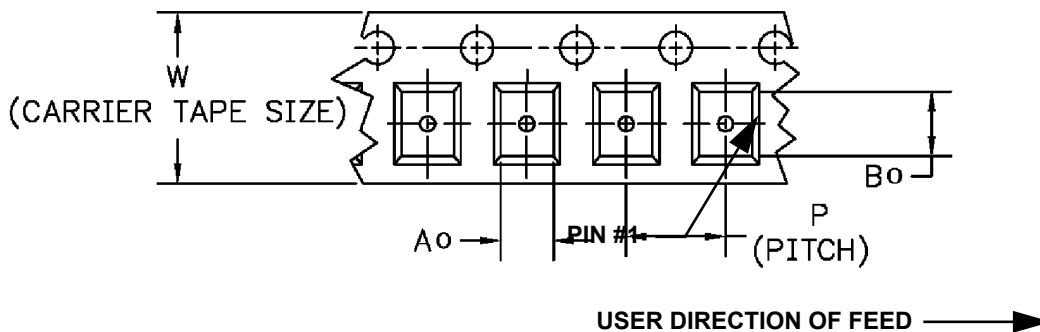 W
(CARRIER TAPE SIZE)
Bo
Ao
PIN #1
P
(PITCH)
USER DIRECTION OF FEED